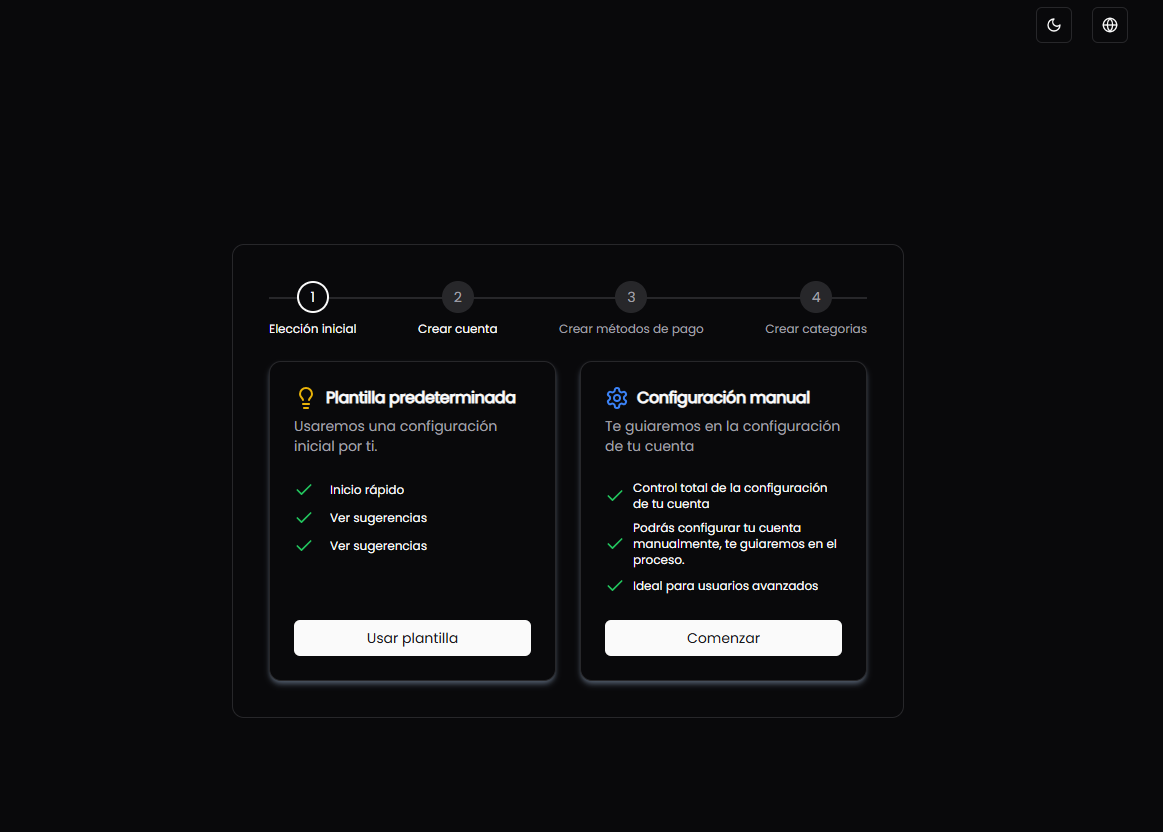 1
2
3
4
Elección inicial
Crear cuenta
Crear métodos de pago
Crear categorias
Plantilla predeterminada
Usaremos una configuración
inicial por ti.
Inicio rápido
Ver sugerencias
Ver sugerencias
Usar plantilla
Configuración manual
Te guiaremos en la configuración
de tu cuenta
Control total de la configuración
de tu cuenta
Podrás configurar tu cuenta
manualmente, te guiaremos en el
proceso.
Ideal para usuarios avanzados
Comenzar